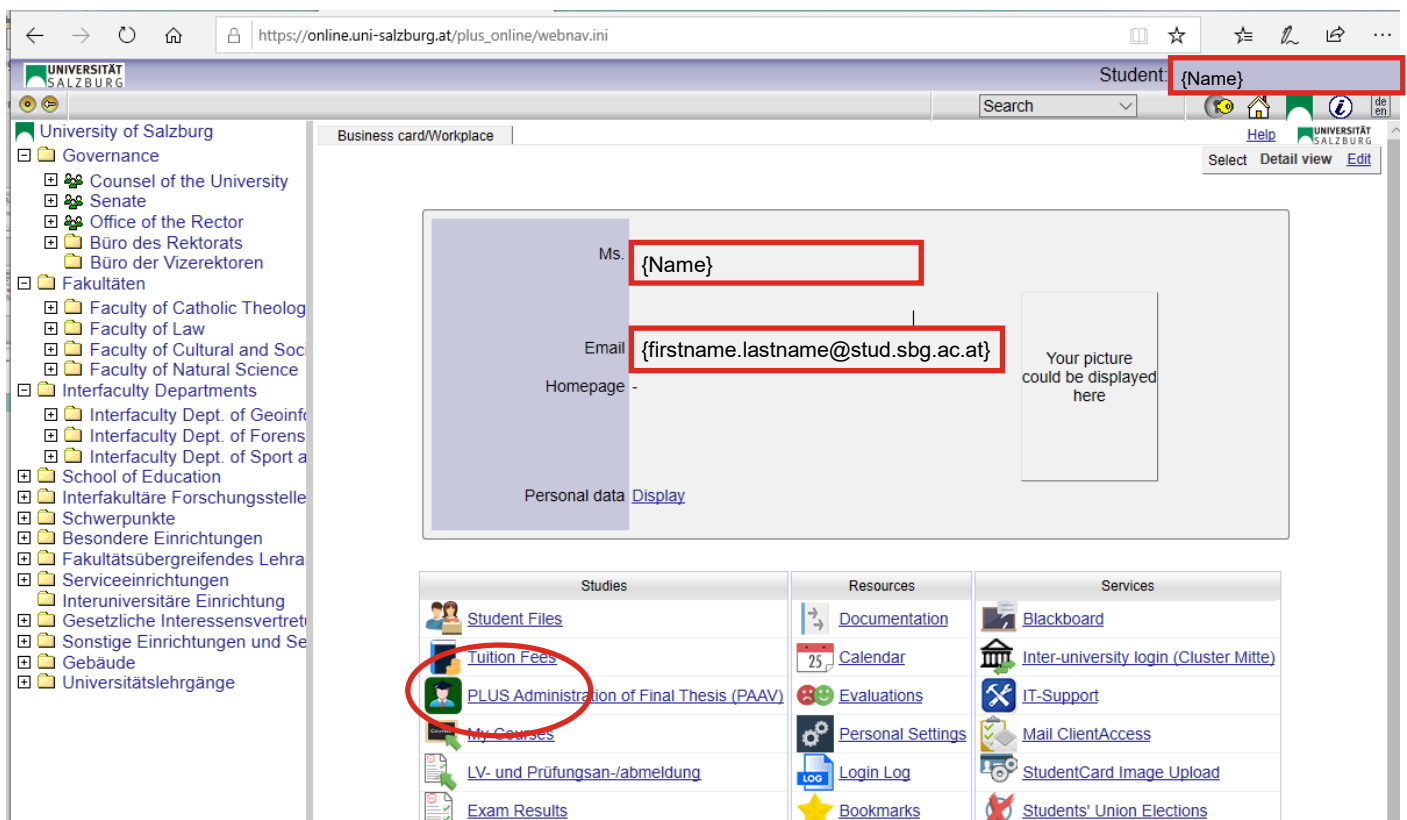 https://online.uni-salzburg.at/plus_online/webnav.ini
UNIVERSITÄT
SALZBURG
Student: {Name}
Search
de
en
University of Salzburg
Governance
Counsel of the University
Senate
Office of the Rector
Büro des Rektorats
Büro der Vizerektoren
Fakultäten
Faculty of Catholic Theolog
Faculty of Law
Faculty of Cultural and Soci
Faculty of Natural Science
Interfaculty Departments
Interfaculty Dept. of Geoinfo
Interfaculty Dept. of Forens
Interfaculty Dept. of Sport a
School of Education
Interfakultäre Forschungsstelle
Schwerpunkte
Besondere Einrichtungen
Fakultätsübergreifendes Lehra
Serviceeinrichtungen
Interuniversitäre Einrichtung
Gesetzliche Interessensvertret
Sonstige Einrichtungen und Se
Gebäude
Universitätslehrgänge
Business card/Workplace
Help
UNIVERSITÄT
SALZBURG
Select Detail view Edit
Ms. {Name}
Email {firstname.lastname@stud.sbg.ac.at}
Homepage -
Your picture
could be displayed
here
Personal data Display
Studies Resources Services
Student Files Documentation Blackboard
Tuition Fees 25 Calendar Inter-university login (Cluster Mitte)
PLUS Administration of Final Thesis (PAAV) Evaluations IT-Support
My Courses Personal Settings Mail ClientAccess
LV- und Prüfungsan-/abmeldung LOG Login Log StudentCard Image Upload
Exam Results Bookmarks Students' Union Elections